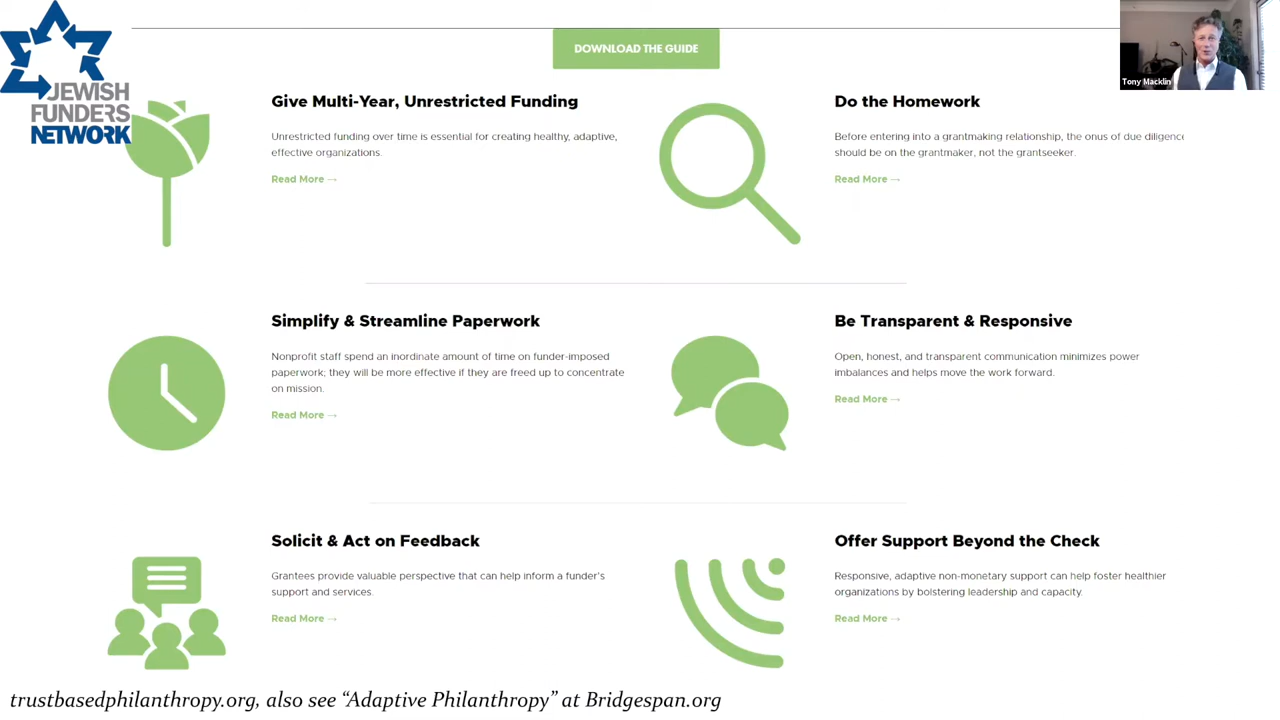 DOWNLOAD THE GUIDE
Tony Macklin
JEWISH
FUNDERS
NETWORK
Give Multi-Year, Unrestricted Funding
Unrestricted funding over time is essential for creating healthy, adaptive,
effective organizations.
Read More →
Do the Homework
Before entering into a grantmaking relationship, the onus of due diligence
should be on the grantmaker, not the grantseeker.
Read More →
Simplify & Streamline Paperwork
Nonprofit staff spend an inordinate amount of time on funder-imposed
paperwork; they will be more effective if they are freed up to concentrate
on mission.
Read More →
Be Transparent & Responsive
Open, honest, and transparent communication minimizes power
imbalances and helps move the work forward.
Read More →
Solicit & Act on Feedback
Grantees provide valuable perspective that can help inform a funder's
support and services.
Read More →
Offer Support Beyond the Check
Responsive, adaptive non-monetary support can help foster healthier
organizations by bolstering leadership and capacity.
Read More →
trustbasedphilanthropy.org, also see “Adaptive Philanthropy” at Bridgespan.org